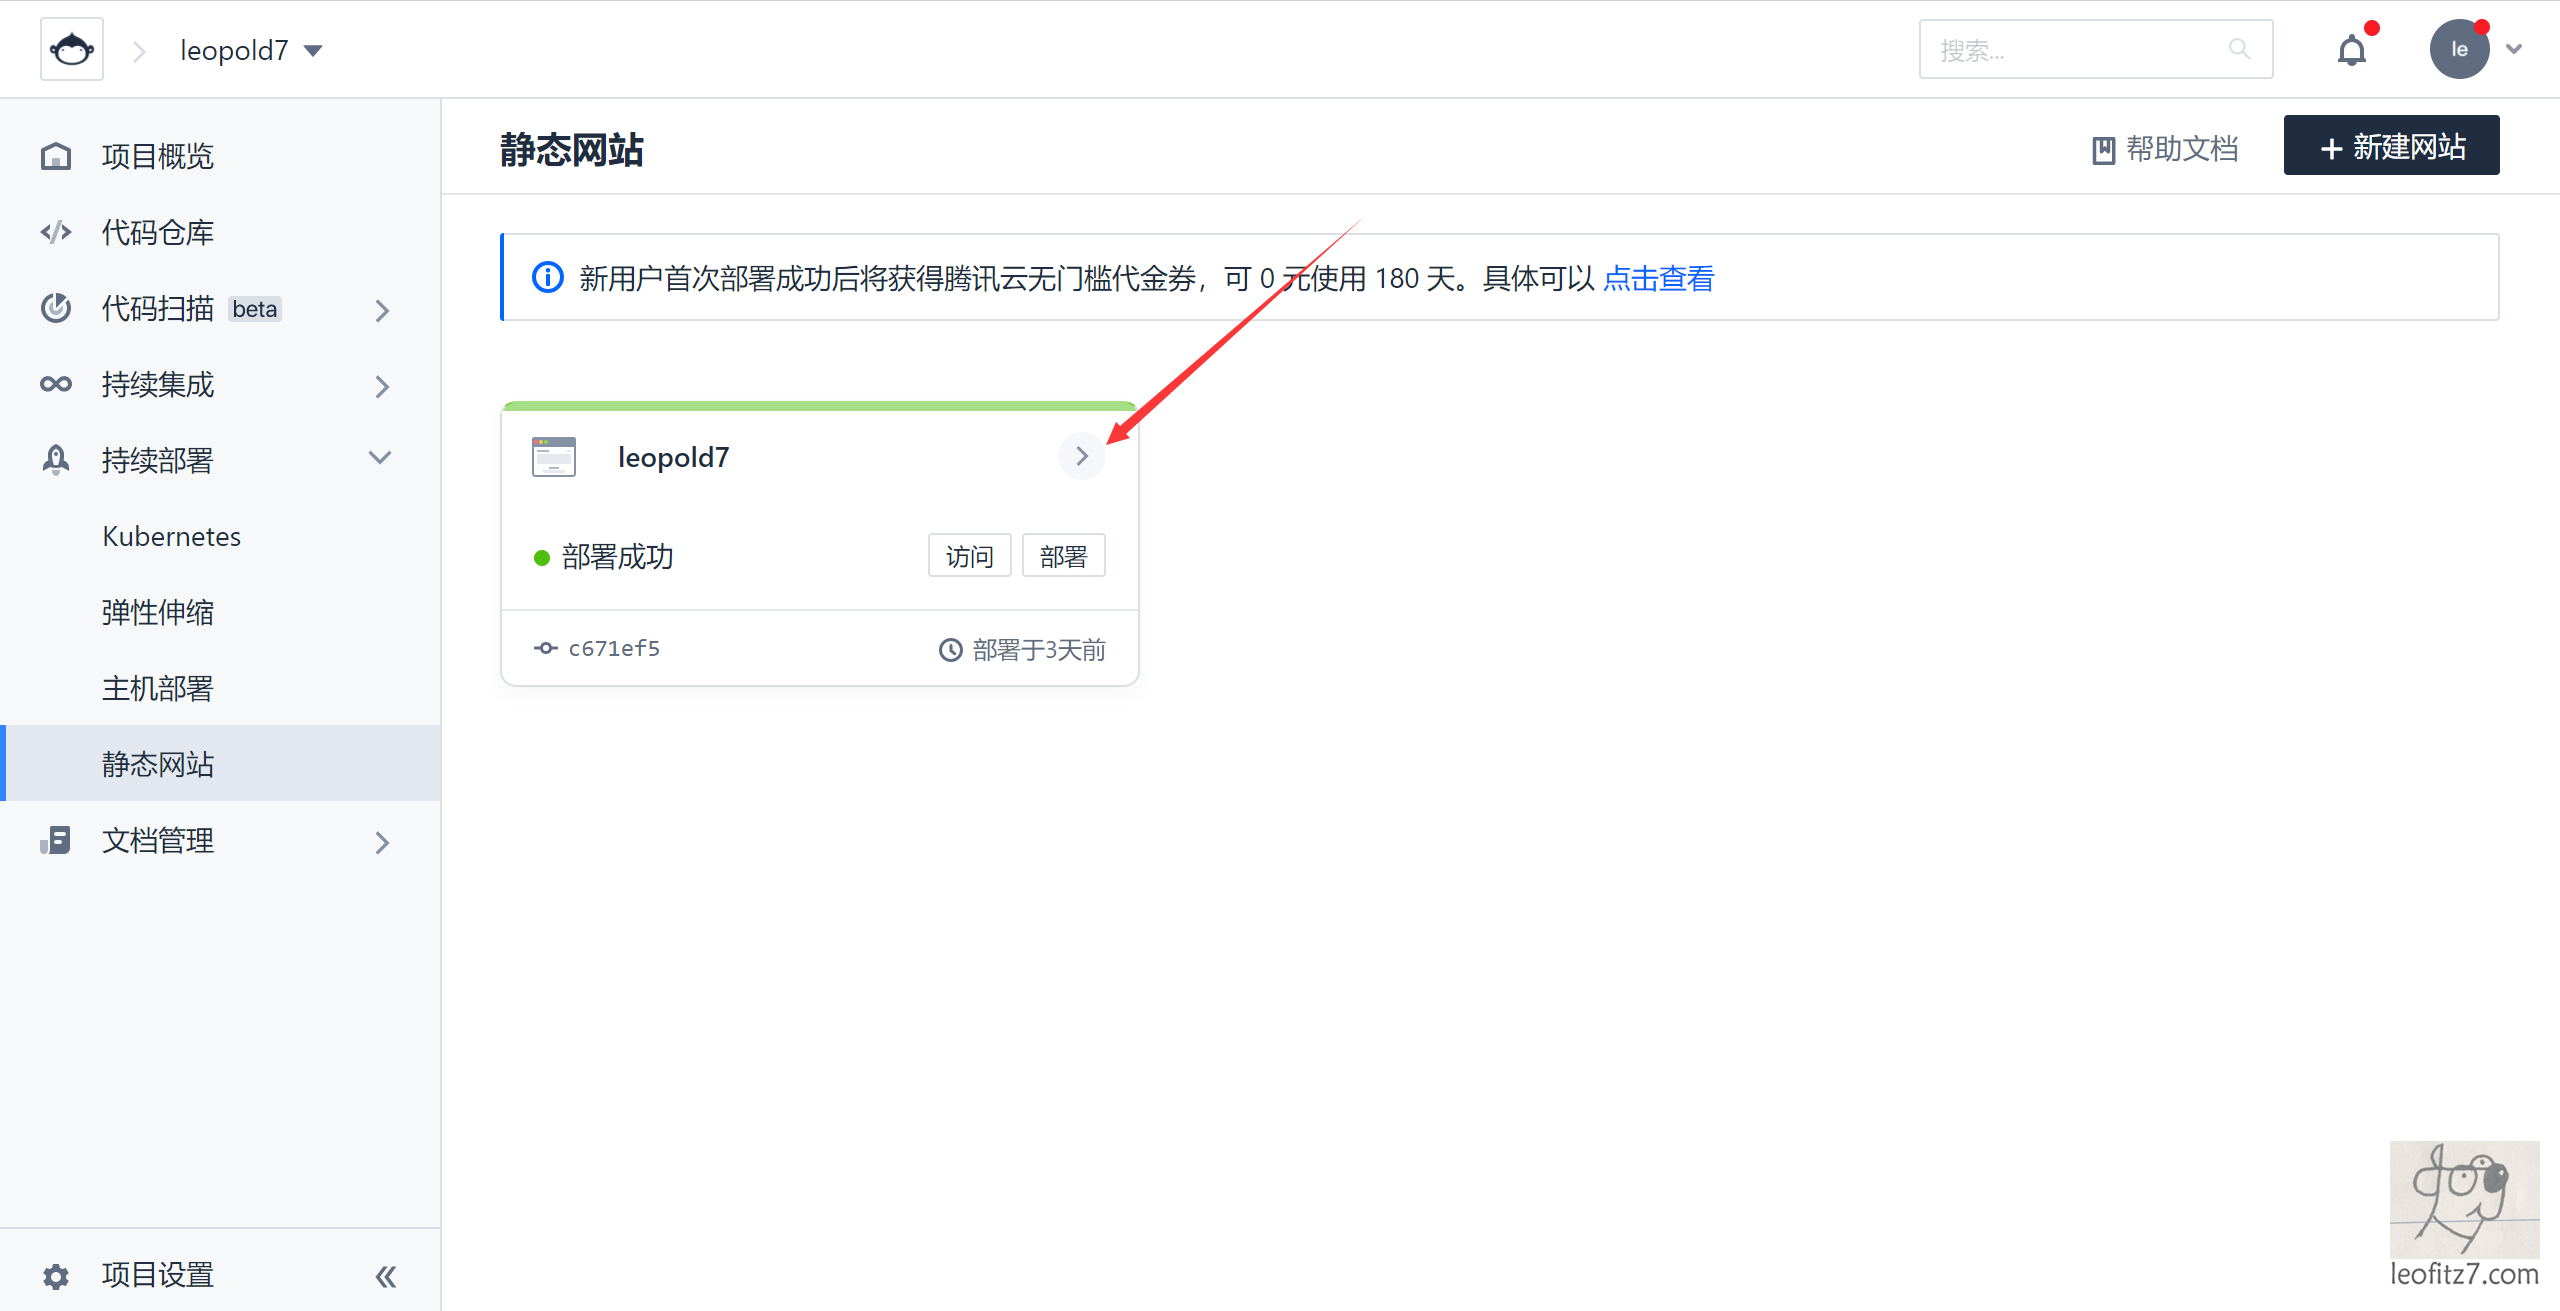 leopold7
搜索...
le
项目概览
代码仓库
代码扫描 beta
持续集成
持续部署
Kubernetes
弹性伸缩
主机部署
静态网站
文档管理
项目设置
静态网站
帮助文档
+ 新建网站
新用户首次部署成功后将获得腾讯云无门槛代金券，可 0 元使用 180 天。具体可以 点击查看
leopold7
部署成功
访问 部署
c671ef5
部署于3天前
dog
leofitz7.com